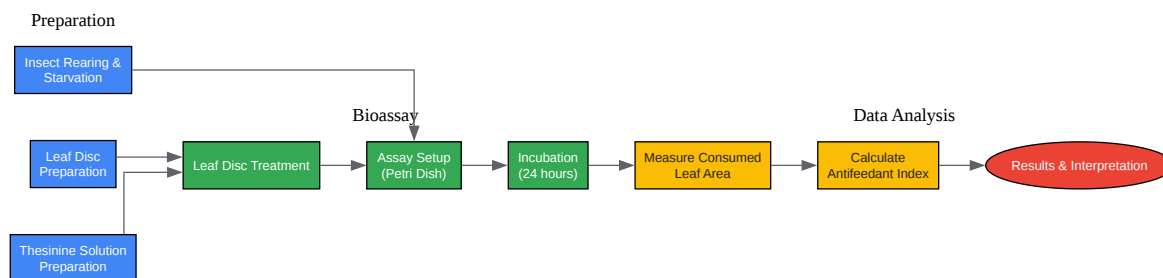 Preparation
Insect Rearing &
Starvation
Bioassay
Data Analysis
Leaf Disc
Preparation
Leaf Disc Treatment
Assay Setup
(Petri Dish)
Incubation
(24 hours)
Measure Consumed
Leaf Area
Calculate
Antifeedant Index
Results & Interpretation
Thesinine Solution
Preparation